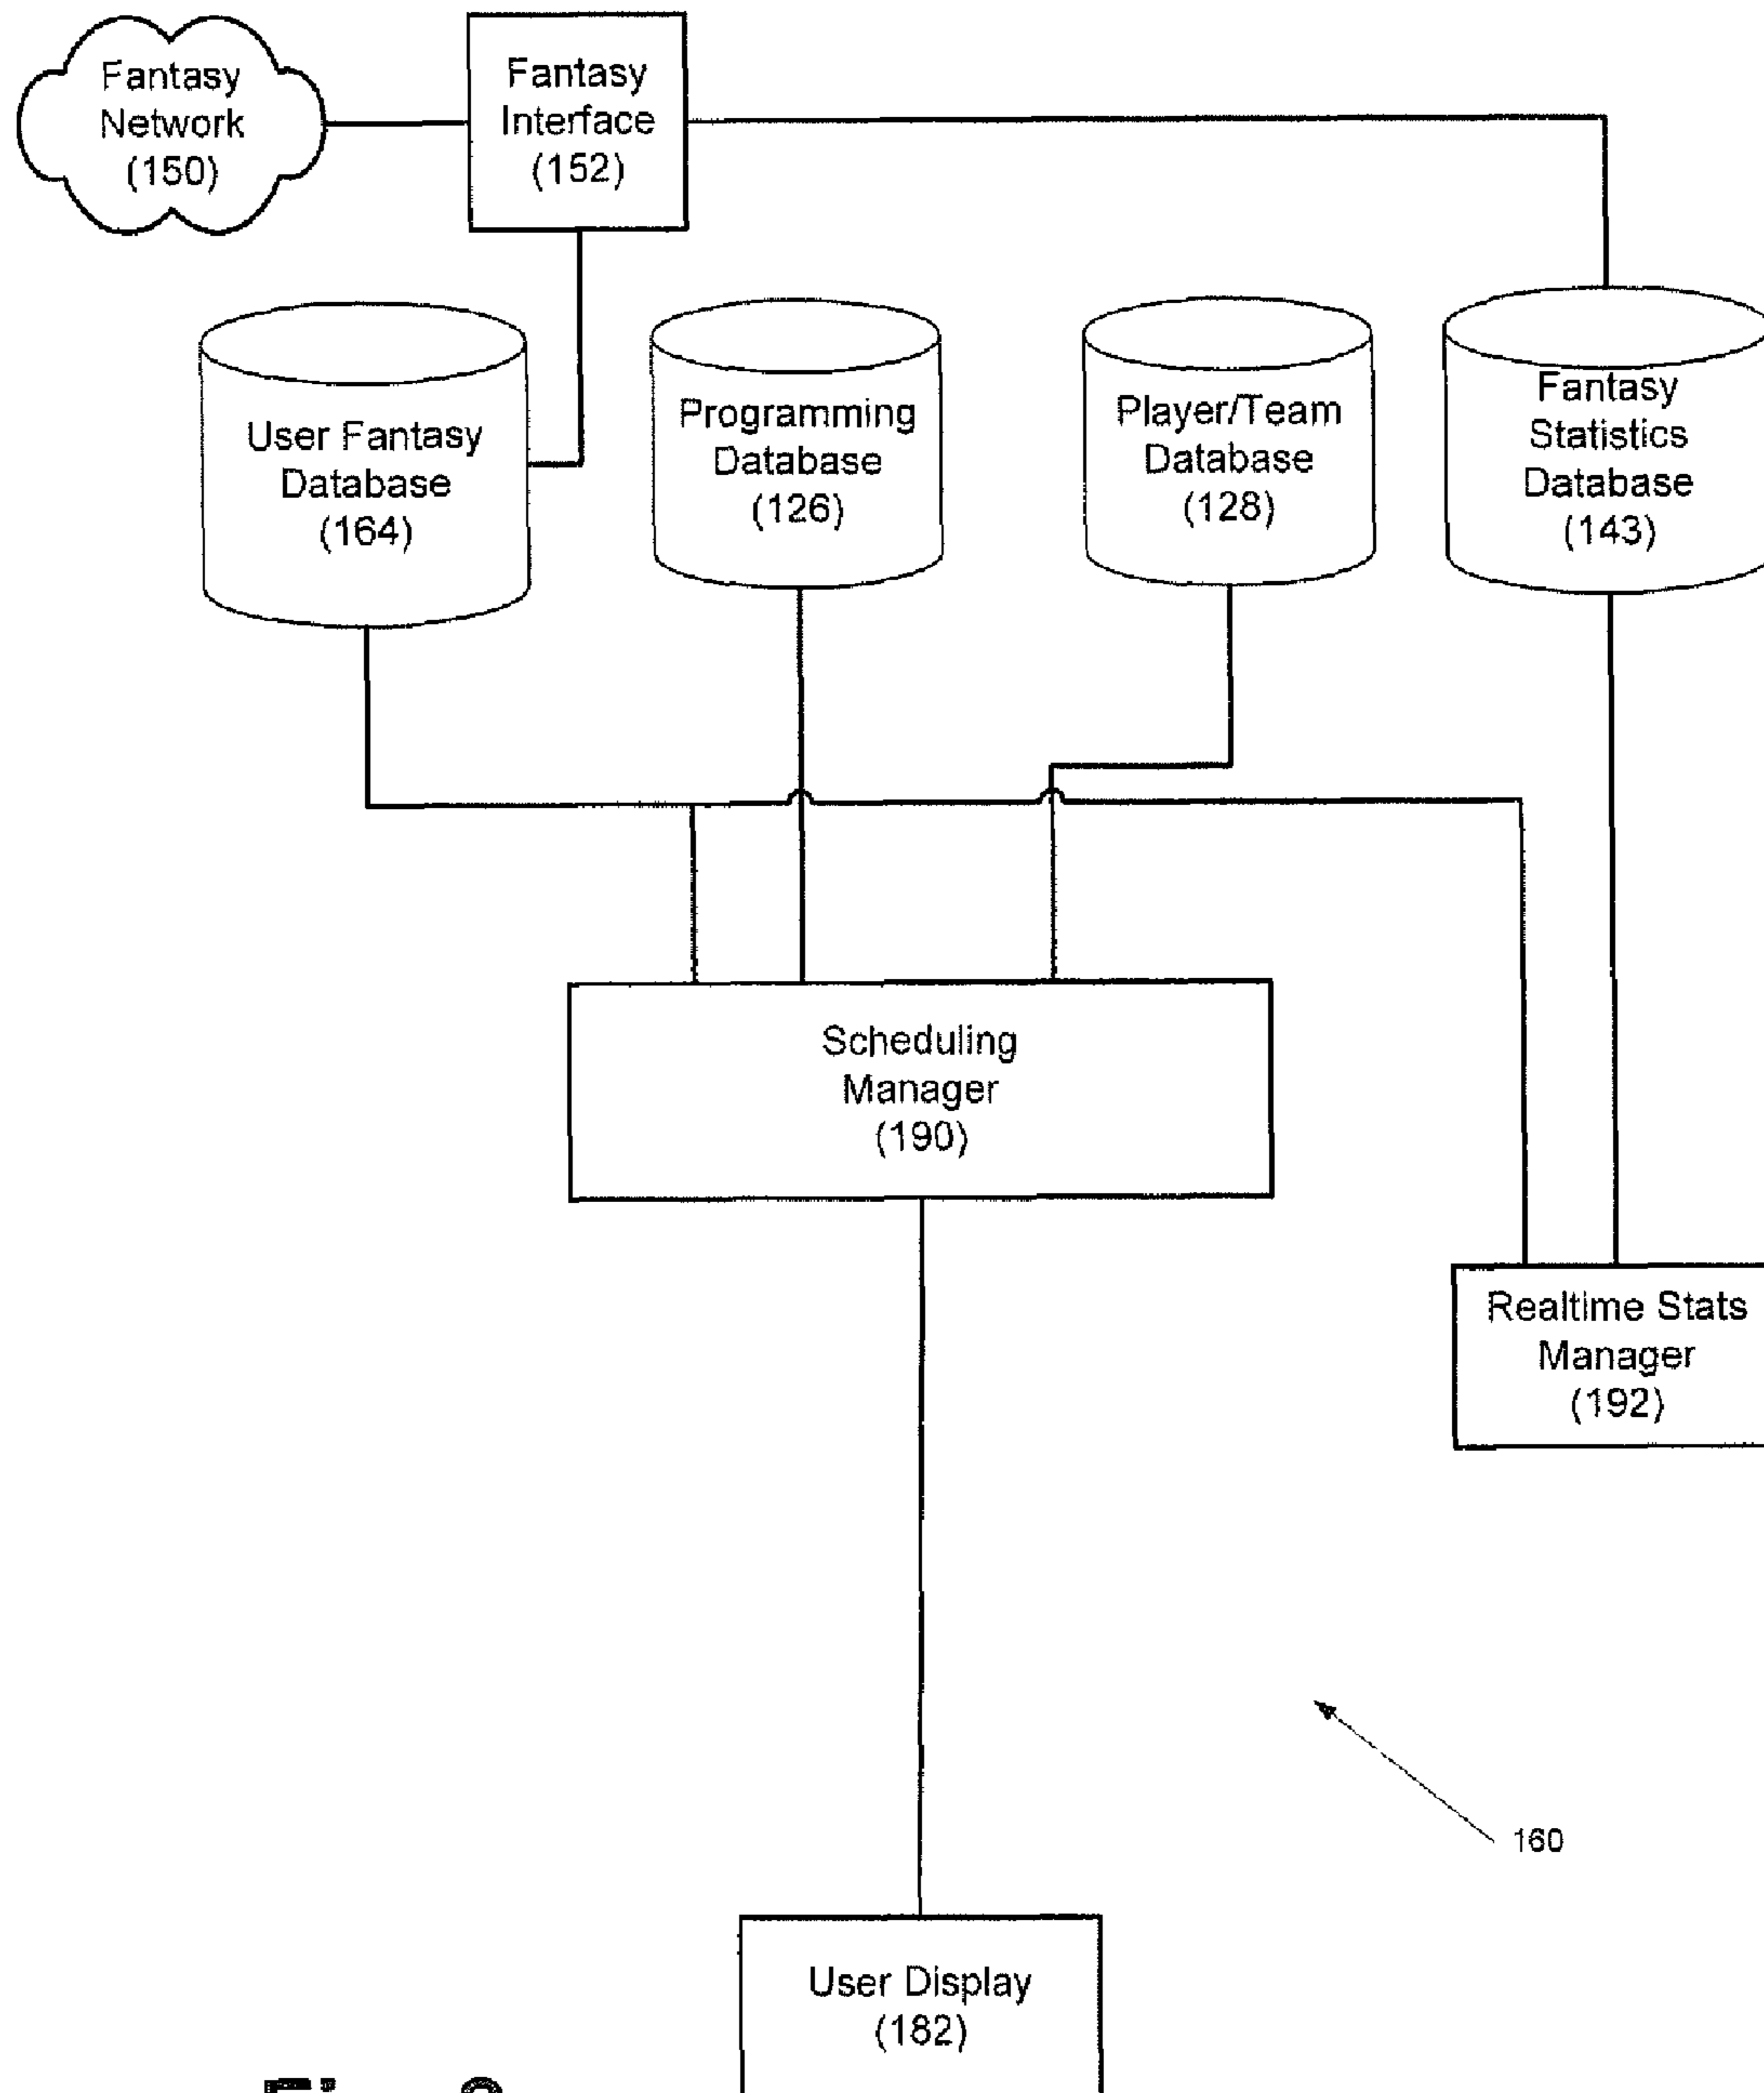 Fantasy
Network
(150)
Fantasy
Interface
(152)
User Fantasy
Database
(164)
Programming
Database
(126)
Player/Team
Database
(128)
Fantasy
Statistics
Database
(143)
Scheduling
Manager
(190)
Realtime Stats
Manager
(192)
160
User Display
(182)